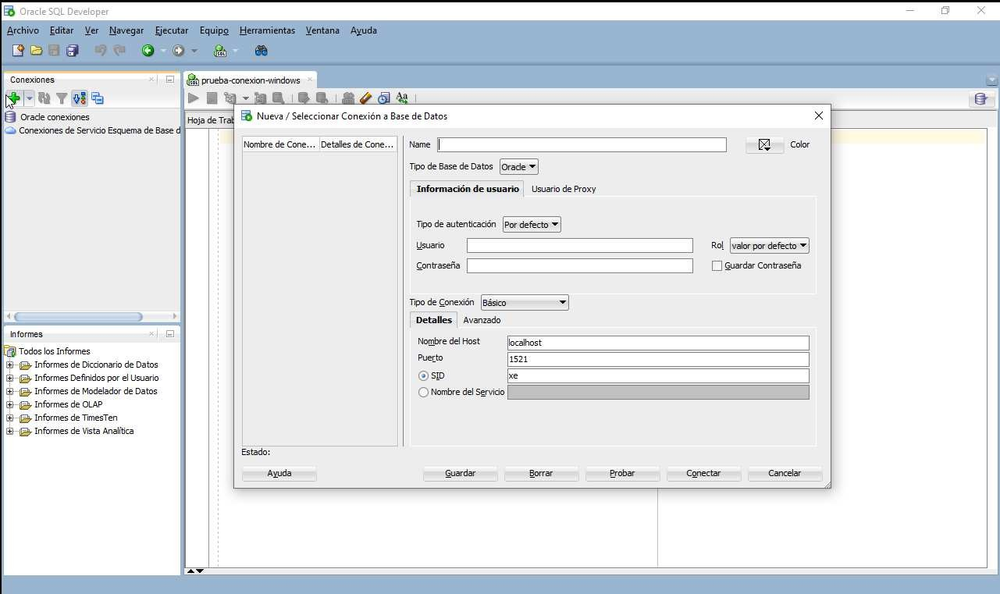 Oracle SQL Developer
Archivo Editar Ver Navegar Ejecutar Equipo Herramientas Ventana Ayuda
Conexiones
Oracle conexiones
Conexiones de Servicio Esquema de Base d
Informes
Todos los Informes
Informes de Diccionario de Datos
Informes Definidos por el Usuario
Informes de Modelador de Datos
Informes de OLAP
Informes de TimesTen
Informes de Vista Analítica
prueba-conexion-windows
Hoja de Trab
Nueva / Seleccionar Conexión a Base de Datos
Nombre de Cone... Detalles de Cone...
Name Color
Tipo de Base de Datos Oracle
Información de usuario Usuario de Proxy
Tipo de autenticación Por defecto
Usuario Rol valor por defecto
Contraseña Guardar Contraseña
Tipo de Conexión Básico
Detalles Avanzado
Nombre del Host localhost
Puerto 1521
SID xe
Nombre del Servicio
Estado:
Ayuda Guardar Borrar Probar Conectar Cancelar